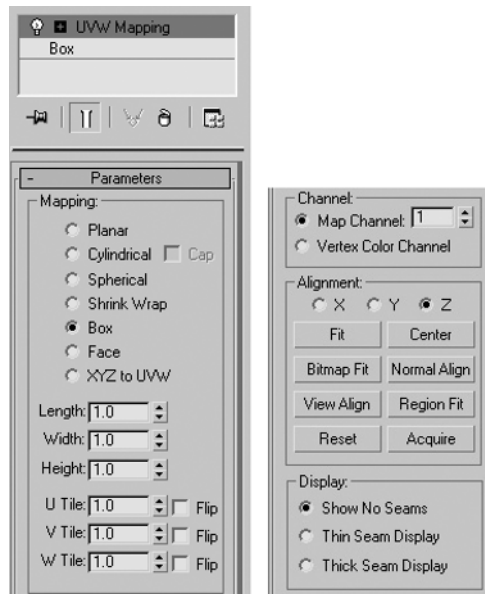 UVW Mapping
Box
- Parameters
Mapping:
Planar
Cylindrical Cap
Spherical
Shrink Wrap
Box
Face
XYZ to UVW
Length: 1.0
Width: 1.0
Height: 1.0
U Tile: 1.0 Flip
V Tile: 1.0 Flip
W Tile: 1.0 Flip
Channel:
Map Channel: 1
Vertex Color Channel
Alignment:
X Y Z
Fit Center
Bitmap Fit Normal Align
View Align Region Fit
Reset Acquire
Display:
Show No Seams
Thin Seam Display
Thick Seam Display